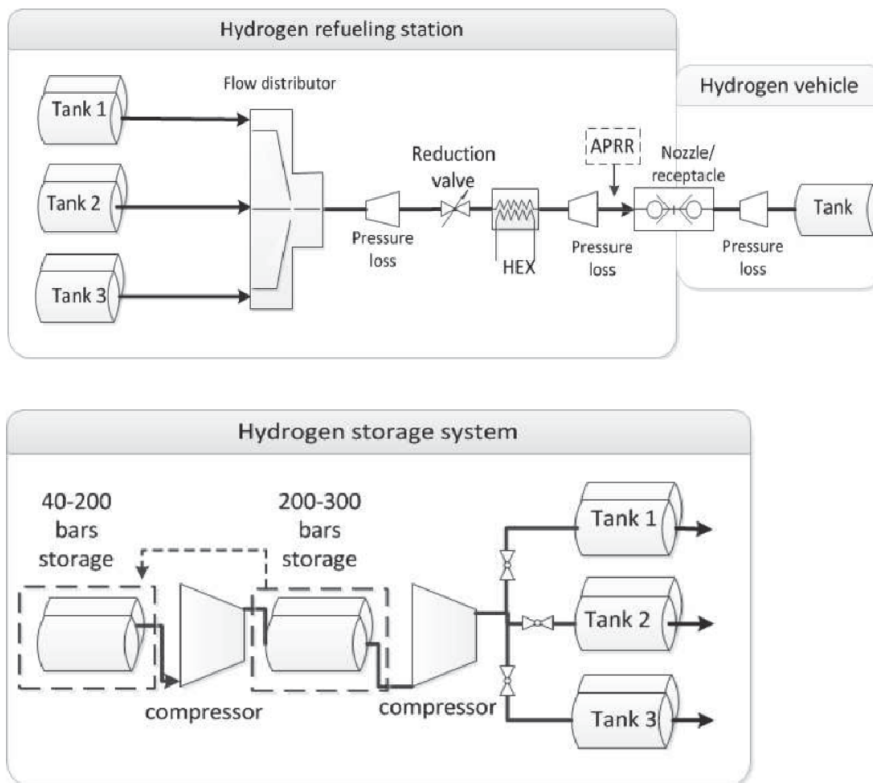 Hydrogen refueling station
Hydrogen vehicle
Flow distributor
Tank 1
Tank 2
Tank 3
Reduction
valve
APRR
Nozzle/
receptacle
Tank
Pressure
loss
HEX
Pressure
loss
Pressure
loss
Hydrogen storage system
40-200
bars
storage
200-300
bars
storage
compressor
compressor
Tank 1
Tank 2
Tank 3